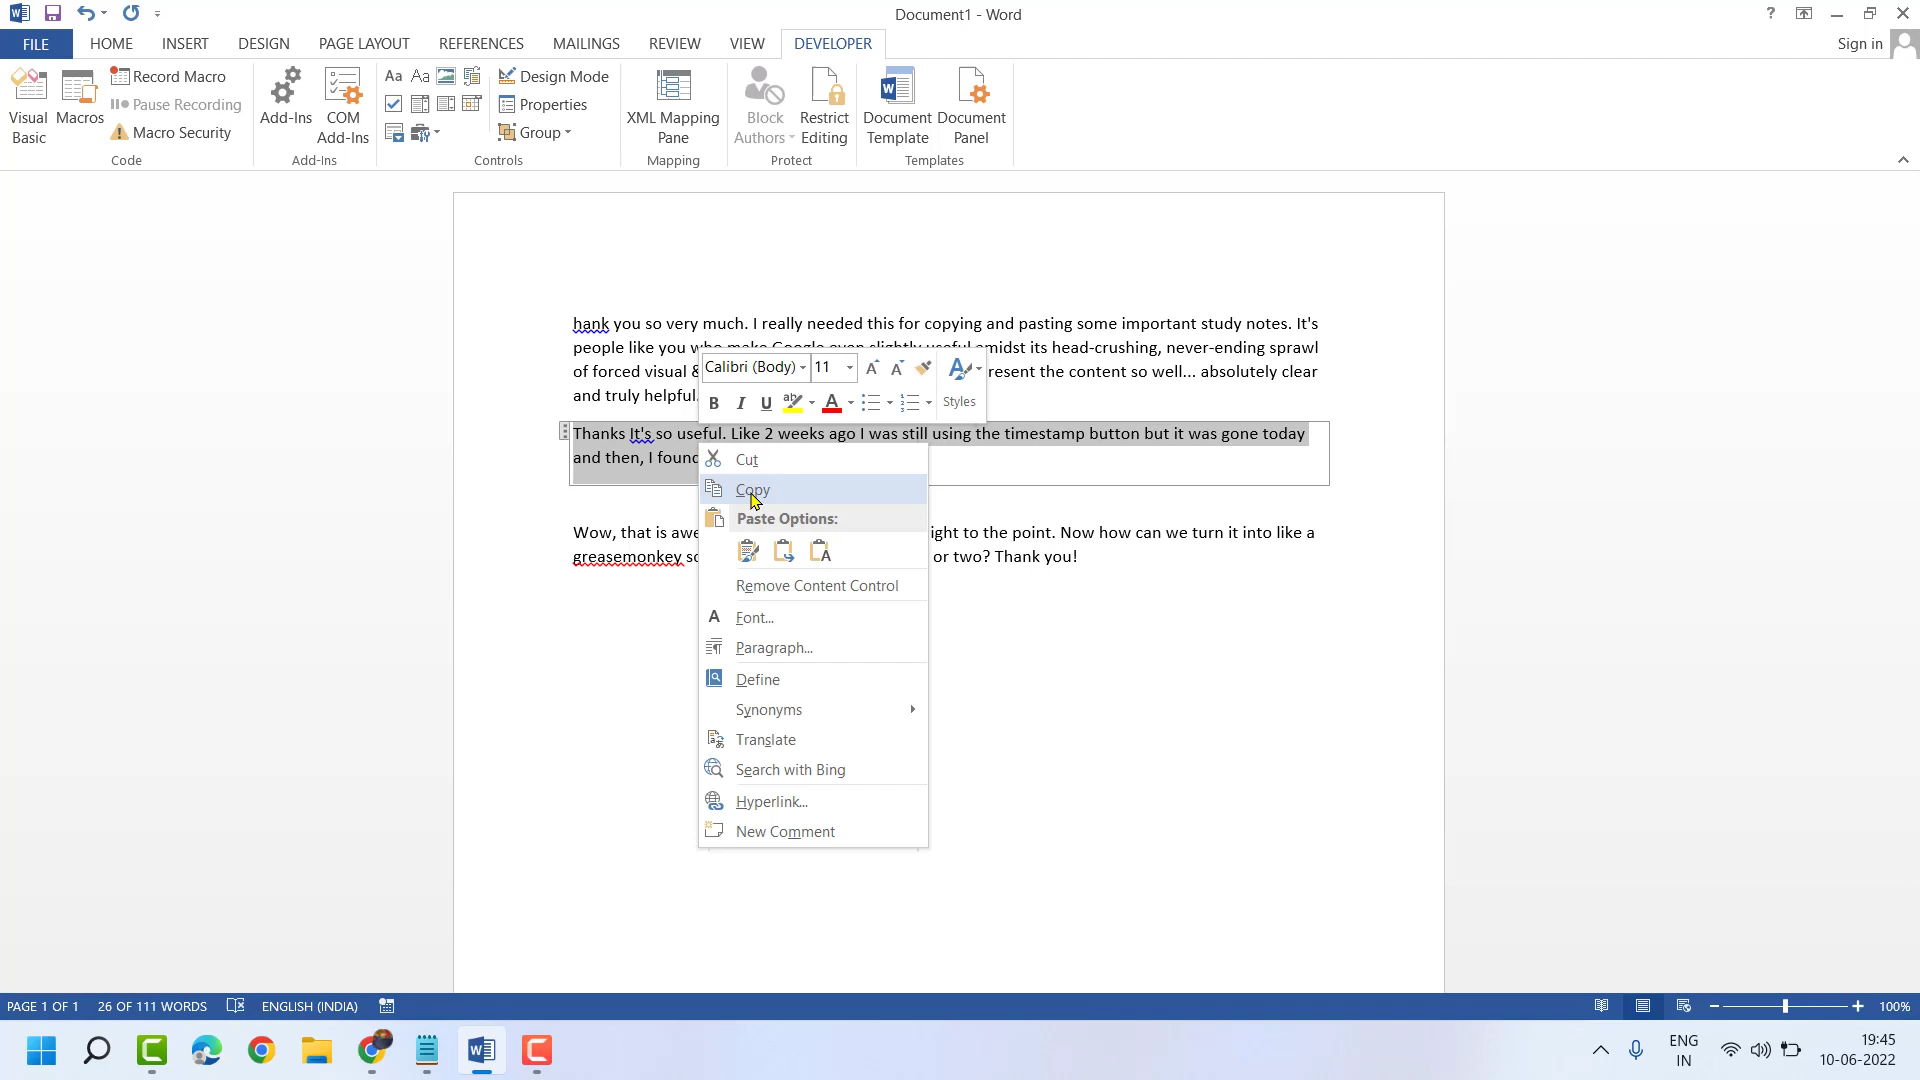 Document1 - Word
?
FILE HOME INSERT DESIGN PAGE LAYOUT REFERENCES MAILINGS REVIEW VIEW DEVELOPER
Sign in
Visual Basic
Macros
Record Macro
Pause Recording
Macro Security
Code
Add-Ins
COM Add-Ins
Add-Ins
Aa Aa
Design Mode
Properties
Group
Controls
XML Mapping Pane
Mapping
Block Authors
Restrict Editing
Protect
Document Template
Document Panel
Templates
hank you so very much. I really needed this for copying and pasting some important study notes. It's
people like you who make Google even slightly useful amidst its head-crushing, never-ending sprawl
of forced visual & resent the content so well... absolutely clear
and truly helpful.
Calibri (Body) 11 A A
B I U ab A Styles
Thanks It's so useful. Like 2 weeks ago I was still using the timestamp button but it was gone today
and then, I found
Cut
Copy
Paste Options:
Remove Content Control
Font...
Paragraph...
Define
Synonyms
Translate
Search with Bing
Hyperlink...
New Comment
Wow, that is awe ight to the point. Now how can we turn it into like a
greasemonkey sc or two? Thank you!
PAGE 1 OF 1 26 OF 111 WORDS ENGLISH (INDIA) 100%
ENG
IN
19:45
10-06-2022